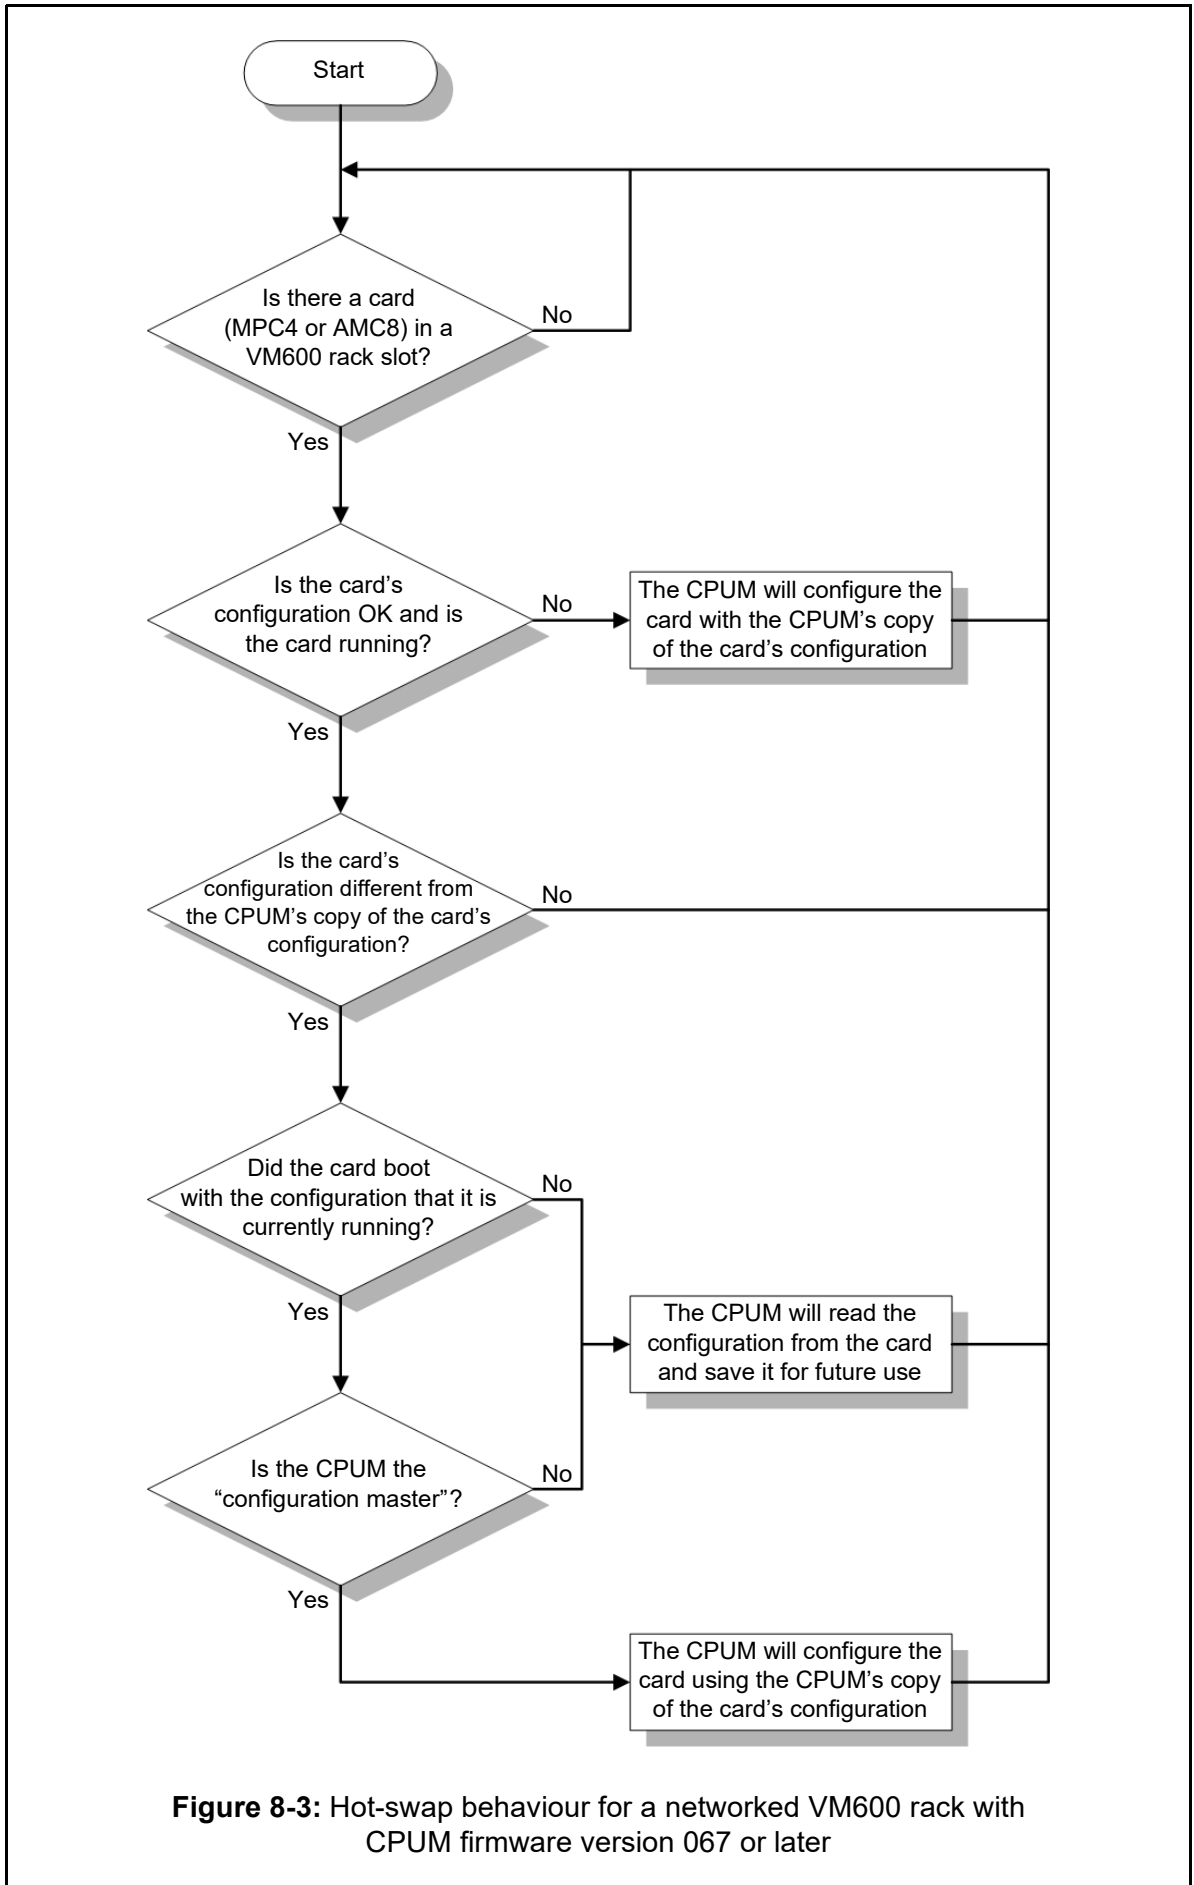 Start
Is there a card
(MPC4 or AMC8) in a
VM600 rack slot?
No
Yes
Is the card’s
configuration OK and is
the card running?
No
The CPUM will configure the
card with the CPUM’s copy
of the card’s configuration
Yes
Is the card’s
configuration different from
the CPUM’s copy of the card’s
configuration?
No
Yes
Did the card boot
with the configuration that it is
currently running?
No
Yes
The CPUM will read the
configuration from the card
and save it for future use
Is the CPUM the
“configuration master”?
No
Yes
The CPUM will configure the
card using the CPUM’s copy
of the card’s configuration
Figure 8-3: Hot-swap behaviour for a networked VM600 rack with
CPUM firmware version 067 or later